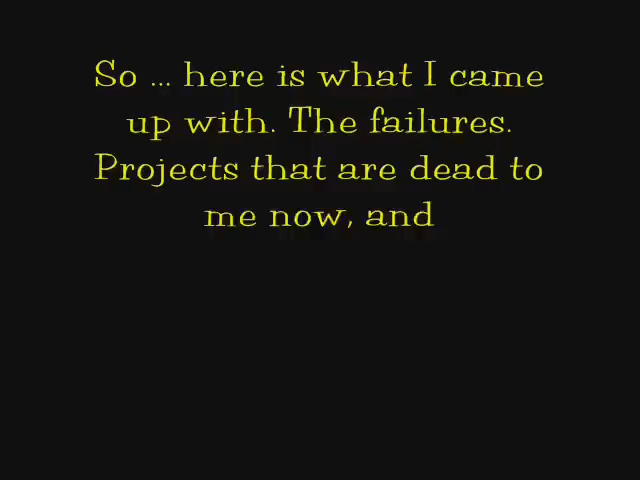 So ... here is what I came
up with. The failures.
Projects that are dead to
me now, and